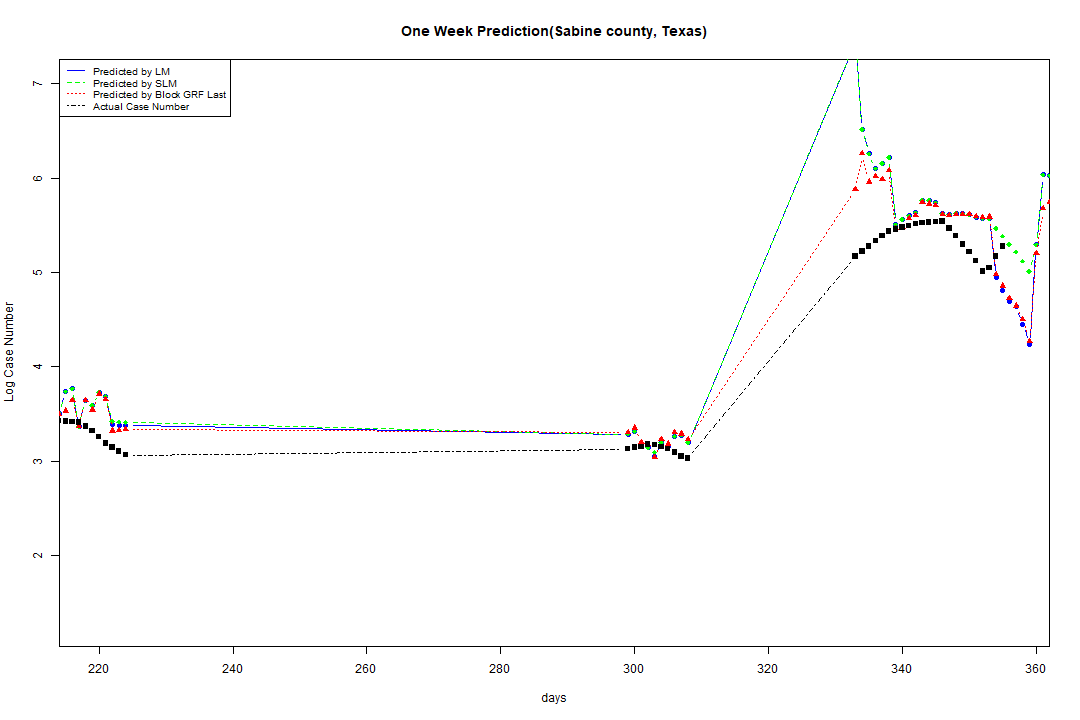 One Week Prediction(Sabine county, Texas)
Predicted by LM
Predicted by SLM
Predicted by Block GRF Last
Actual Case Number
7
6
5
4
3
2
Log Case Number
220 240 260 280 300 320 340 360
days